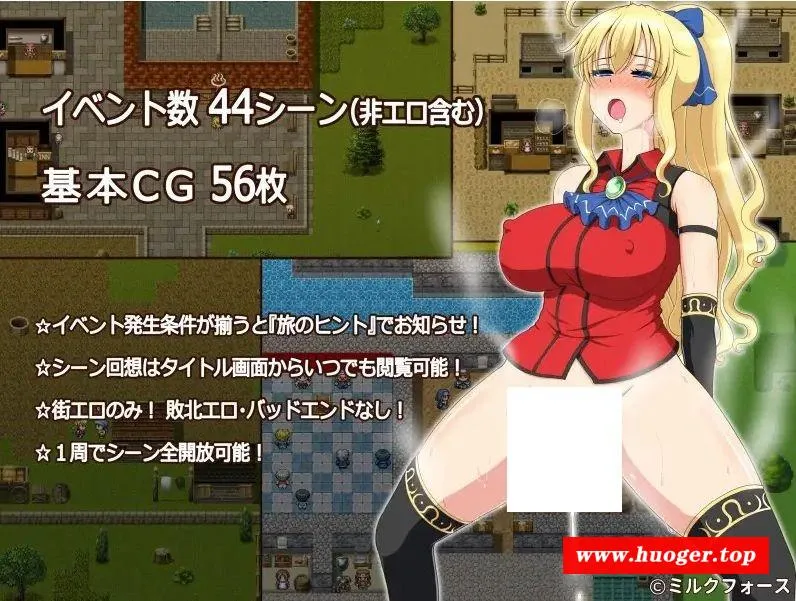 イベント数 44シーン(非エロ含む)
基本CG 56枚
☆イベント発生条件が揃うと『旅のヒント』でお知らせ！
☆シーン回想はタイトル画面からいつでも閲覧可能！
☆街エロのみ！ 敗北エロ・バッドエンドなし！
☆１周でシーン全開放可能！
www.huoger.top
©ミルクフォース